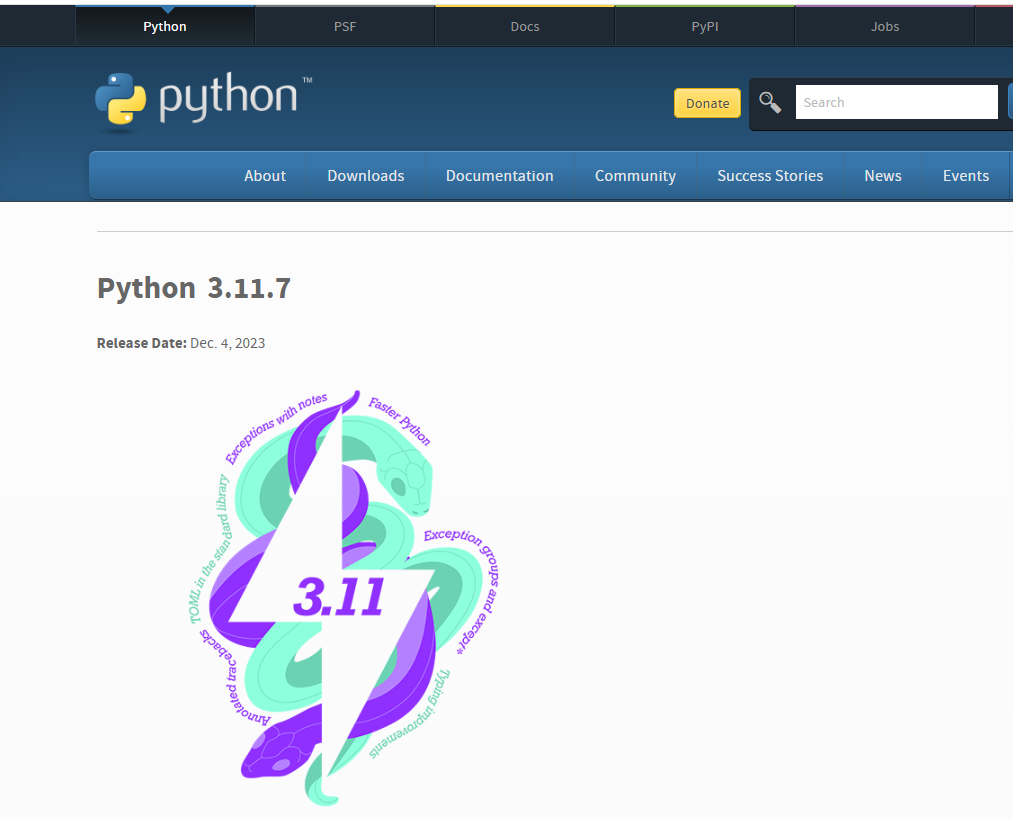 Python
PSF
Docs
PyPI
Jobs
python™
Donate
Search
About
Downloads
Documentation
Community
Success Stories
News
Events
Python 3.11.7
Release Date: Dec. 4, 2023
Exceptions with notes
Faster Python
TOML in the standard library
Exception groups and except*
3.11
Annotated tracebacks
Typing improvements